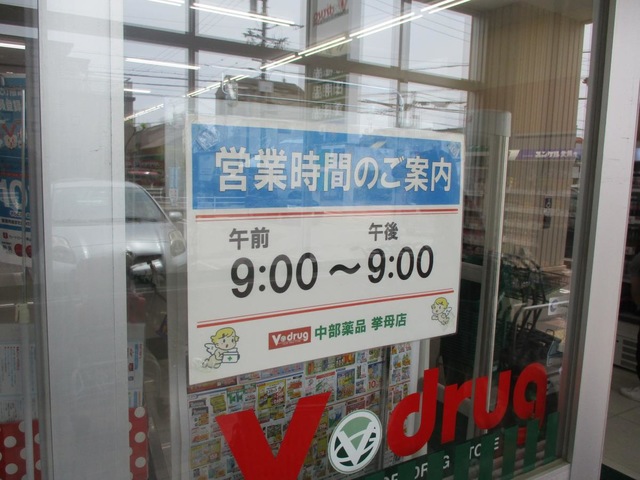 営業時間のご案内
午前 午後
9:00～9:00
V drug 中部薬品 挙母店
V drug